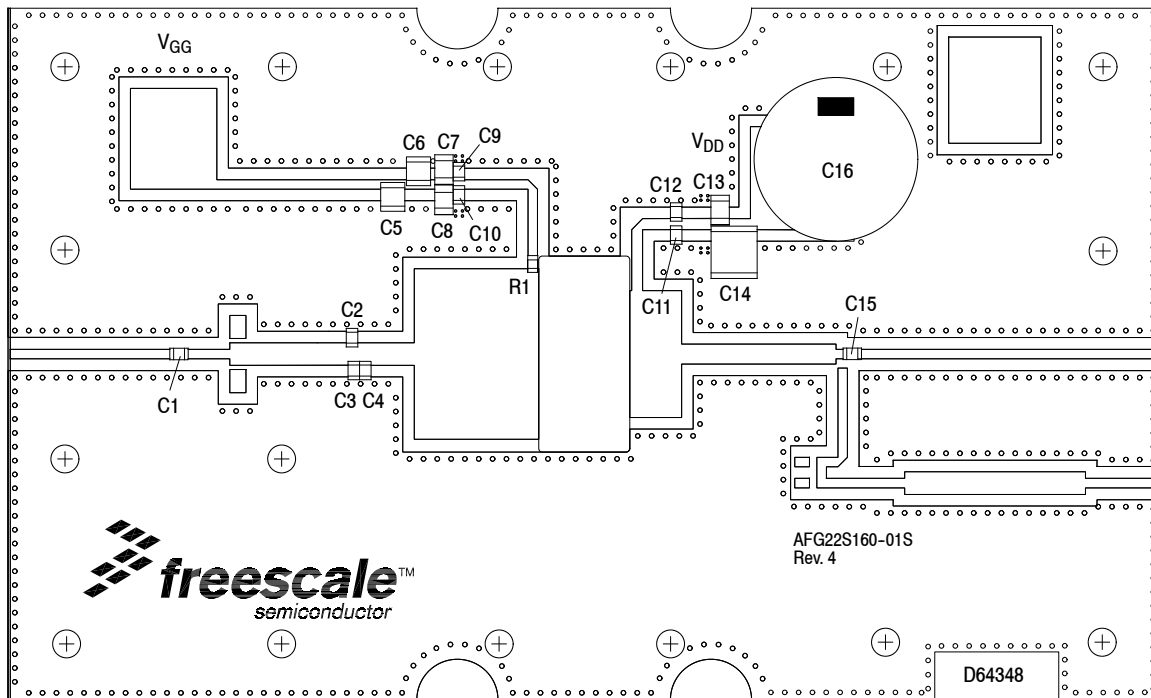 VGG
C6 C7 C9
VDD
C16
C12 C13
C5 C8 C10
R1
C11 C14
C2
C15
C1
C3 C4
AFG22S160-01S
Rev. 4
freescale™
semiconductor
D64348